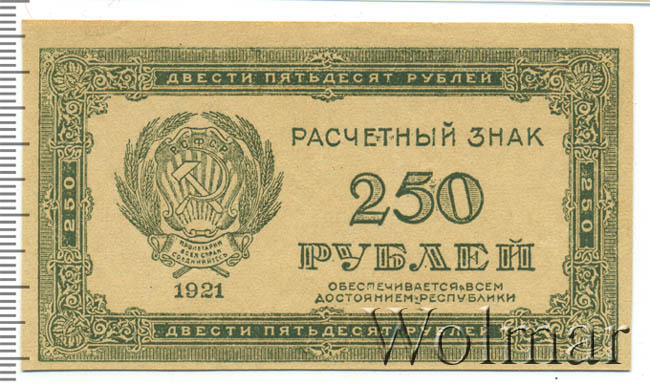 ДВЕСТИ ПЯТЬДЕСЯТ РУБЛЕЙ
250
РСФСР
ПРОЛЕТАРИИ
ВСЕХ СТРАН
СОЕДИНЯЙТЕСЬ
1921
РАСЧЕТНЫЙ ЗНАК
250
РУБЛЕЙ
ОБЕСПЕЧИВАЕТСЯ ВСЕМ
ДОСТОЯНИЕМ РЕСПУБЛИКИ
250
ДВЕСТИ ПЯТЬДЕСЯТ РУБЛЕЙ
Wolmar